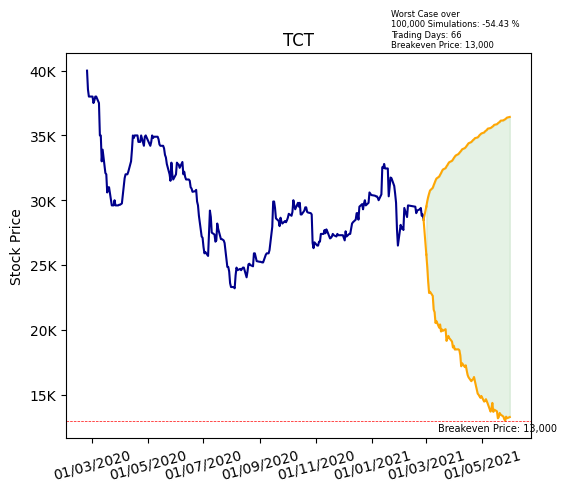 Worst Case over
100,000 Simulations: -54.43 %
Trading Days: 66
Breakeven Price: 13,000
TCT
Stock Price
40K
35K
30K
25K
20K
15K
Breakeven Price: 13,000
01/03/2020
01/05/2020
01/07/2020
01/09/2020
01/11/2020
01/01/2021
01/03/2021
01/05/2021